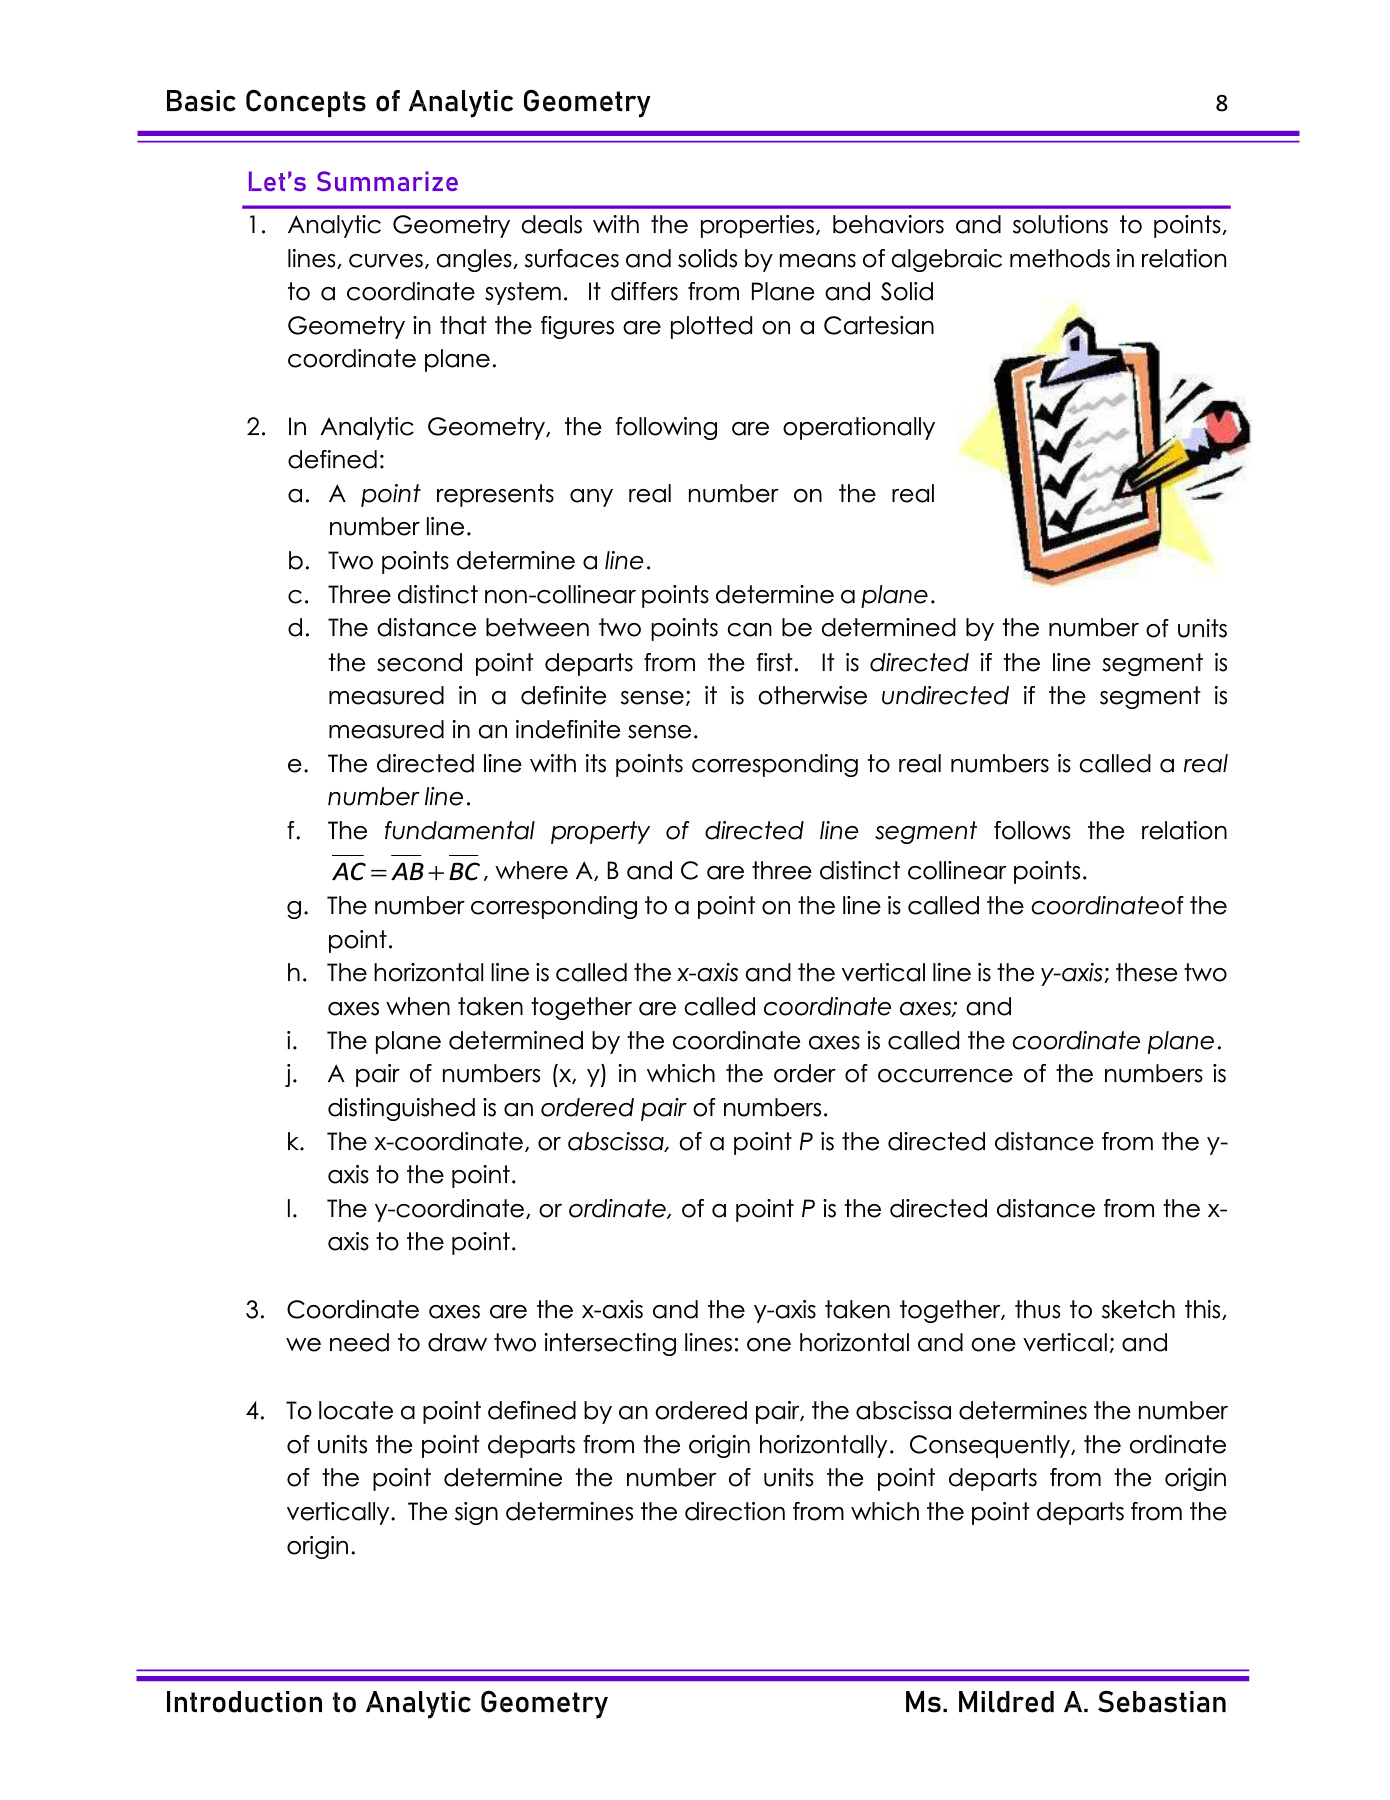 Basic Concepts of Analytic Geometry 8
Let's Summarize
1. Analytic Geometry deals with the properties, behaviors and solutions to points,
lines, curves, angles, surfaces and solids by means of algebraic methods in relation
to a coordinate system. It differs from Plane and Solid
Geometry in that the figures are plotted on a Cartesian
coordinate plane.
2. In Analytic Geometry, the following are operationally
defined:
a. A point represents any real number on the real
number line.
b. Two points determine a line.
c. Three distinct non-collinear points determine a plane.
d. The distance between two points can be determined by the number of units
the second point departs from the first. It is directed if the line segment is
measured in a definite sense; it is otherwise undirected if the segment is
measured in an indefinite sense.
e. The directed line with its points corresponding to real numbers is called a real
number line.
f. The fundamental property of directed line segment follows the relation
A̅C̅ = A̅B̅ + B̅C̅, where A, B and C are three distinct collinear points.
g. The number corresponding to a point on the line is called the coordinateof the
point.
h. The horizontal line is called the x-axis and the vertical line is the y-axis; these two
axes when taken together are called coordinate axes; and
i. The plane determined by the coordinate axes is called the coordinate plane.
j. A pair of numbers (x, y) in which the order of occurrence of the numbers is
distinguished is an ordered pair of numbers.
k. The x-coordinate, or abscissa, of a point P is the directed distance from the y-
axis to the point.
l. The y-coordinate, or ordinate, of a point P is the directed distance from the x-
axis to the point.
3. Coordinate axes are the x-axis and the y-axis taken together, thus to sketch this,
we need to draw two intersecting lines: one horizontal and one vertical; and
4. To locate a point defined by an ordered pair, the abscissa determines the number
of units the point departs from the origin horizontally. Consequently, the ordinate
of the point determine the number of units the point departs from the origin
vertically. The sign determines the direction from which the point departs from the
origin.
Introduction to Analytic Geometry Ms. Mildred A. Sebastian